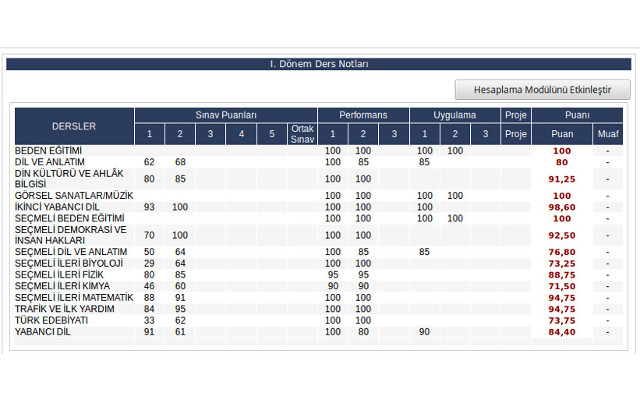 I. Dönem Ders Notları
Hesaplama Modülünü Etkinleştir
DERSLER Sınav Puanları Performans Uygulama Proje Puanı
1 2 3 4 5 Ortak Sınav 1 2 3 1 2 3 Proje Puan Muaf
BEDEN EĞİTİMİ 100 100 100 100 100 -
DİL VE ANLATIM 62 68 100 85 85 80 -
DİN KÜLTÜRÜ VE AHLÂK
BİLGİSİ 80 85 100 100 91,25 -
GÖRSEL SANATLAR/MÜZİK 100 100 100 100 100 -
İKİNCİ YABANCI DİL 93 100 100 100 100 98,60 -
SEÇMELİ BEDEN EĞİTİMİ 100 100 100 100 100 -
SEÇMELİ DEMOKRASİ VE
İNSAN HAKLARI 70 100 100 100 92,50 -
SEÇMELİ DİL VE ANLATIM 50 64 100 85 85 76,80 -
SEÇMELİ İLERİ BİYOLOJİ 29 64 100 100 73,25 -
SEÇMELİ İLERİ FİZİK 80 85 95 95 88,75 -
SEÇMELİ İLERİ KİMYA 46 60 90 90 71,50 -
SEÇMELİ İLERİ MATEMATİK 88 91 100 100 94,75 -
TRAFİK VE İLK YARDIM 84 95 100 100 94,75 -
TÜRK EDEBİYATI 33 62 100 100 73,75 -
YABANCI DİL 91 61 100 80 90 84,40 -